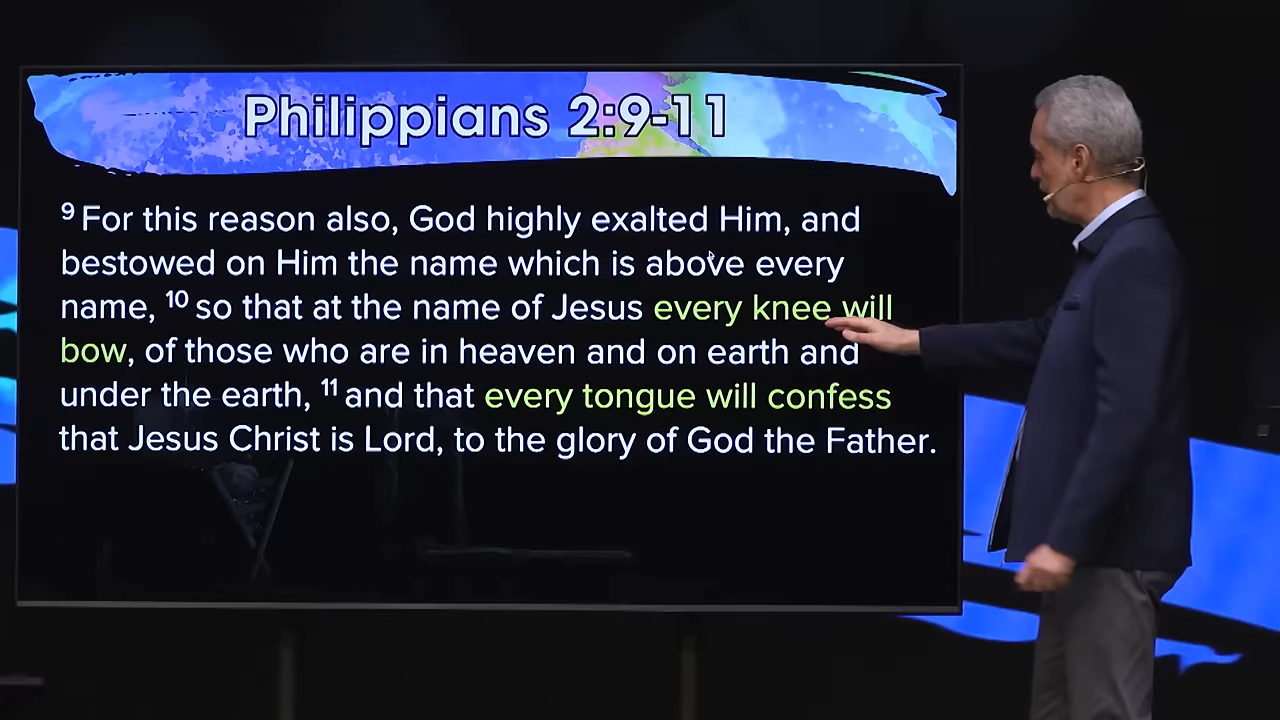 Philippians 2:9-11
⁹ For this reason also, God highly exalted Him, and
bestowed on Him the name which is above every
name, ¹⁰ so that at the name of Jesus every knee will
bow, of those who are in heaven and on earth and
under the earth, ¹¹ and that every tongue will confess
that Jesus Christ is Lord, to the glory of God the Father.